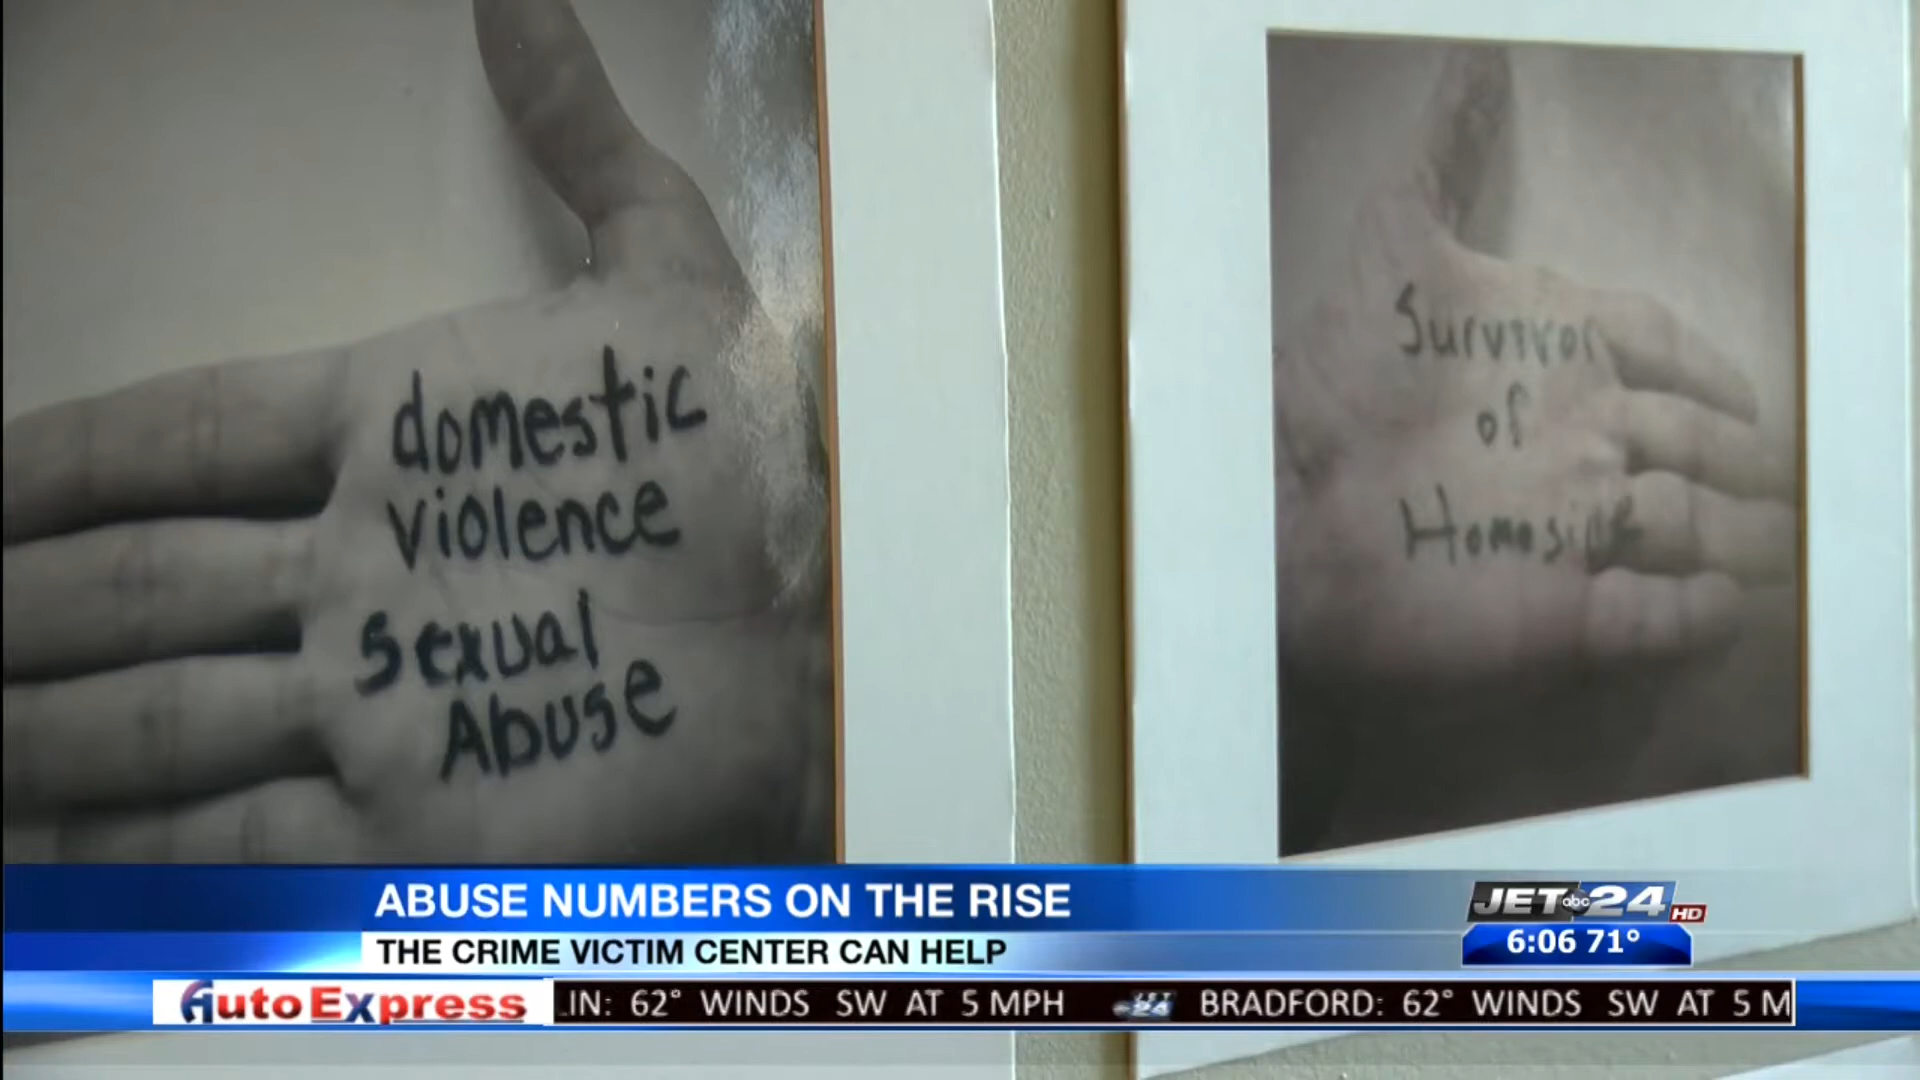 domestic
violence
sexual
Abuse
Survivor
of
ABUSE NUMBERS ON THE RISE
THE CRIME VICTIM CENTER CAN HELP
JET abc 24 HD
6:06 71°
AutoExpress
IN: 62° WINDS SW AT 5 MPH JET 24 BRADFORD: 62° WINDS SW AT 5 M